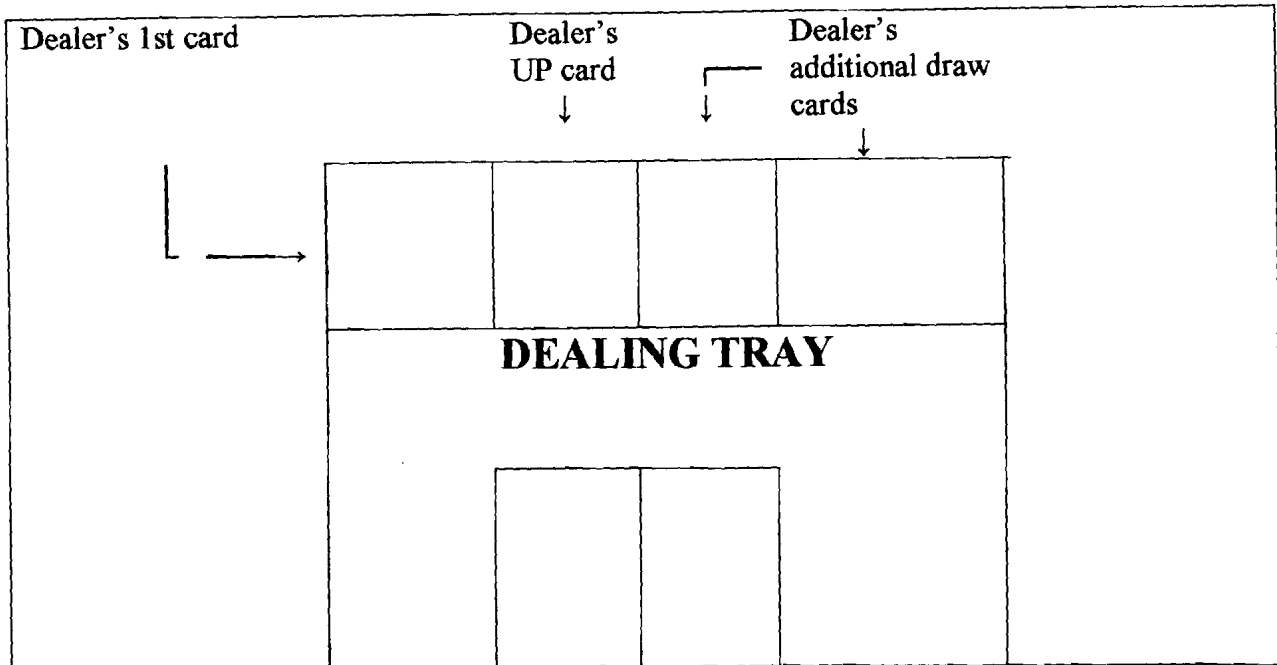 Dealer's 1st card
Dealer's
UP card
Dealer's
additional draw
cards
DEALING TRAY